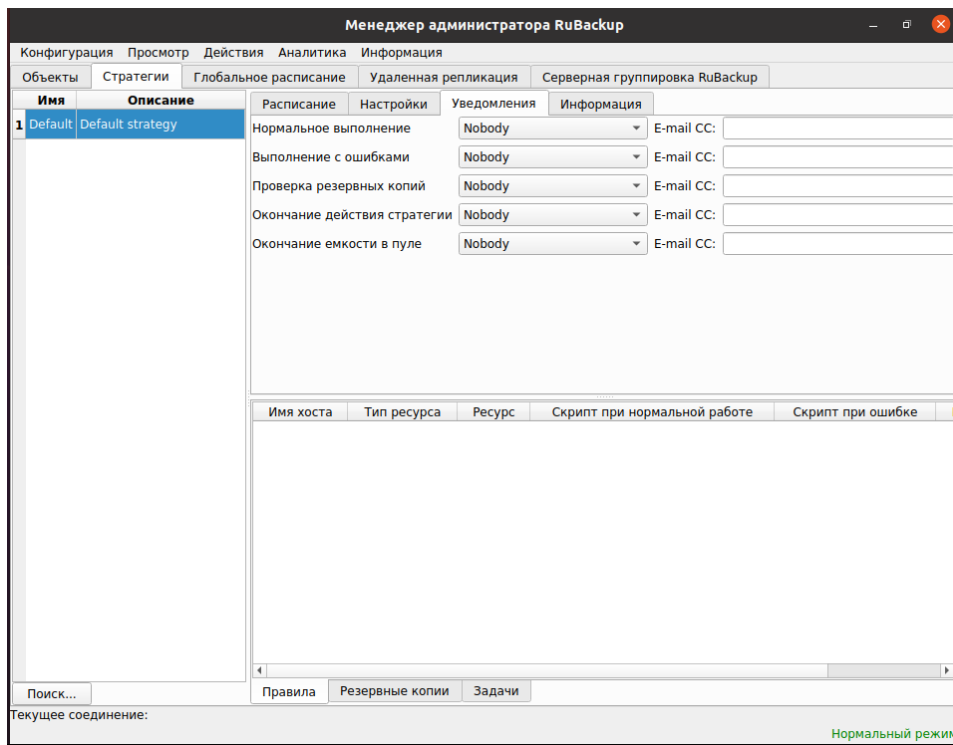 Менеджер администратора RuBackup
Конфигурация Просмотр Действия Аналитика Информация
Объекты Стратегии Глобальное расписание Удаленная репликация Серверная группировка RuBackup
Имя Описание
1 Default Default strategy
Расписание Настройки Уведомления Информация
Нормальное выполнение Nobody E-mail CC:
Выполнение с ошибками Nobody E-mail CC:
Проверка резервных копий Nobody E-mail CC:
Окончание действия стратегии Nobody E-mail CC:
Окончание емкости в пуле Nobody E-mail CC:
Имя хоста Тип ресурса Ресурс Скрипт при нормальной работе Скрипт при ошибке
Правила Резервные копии Задачи
Поиск...
Текущее соединение:
Нормальный режим